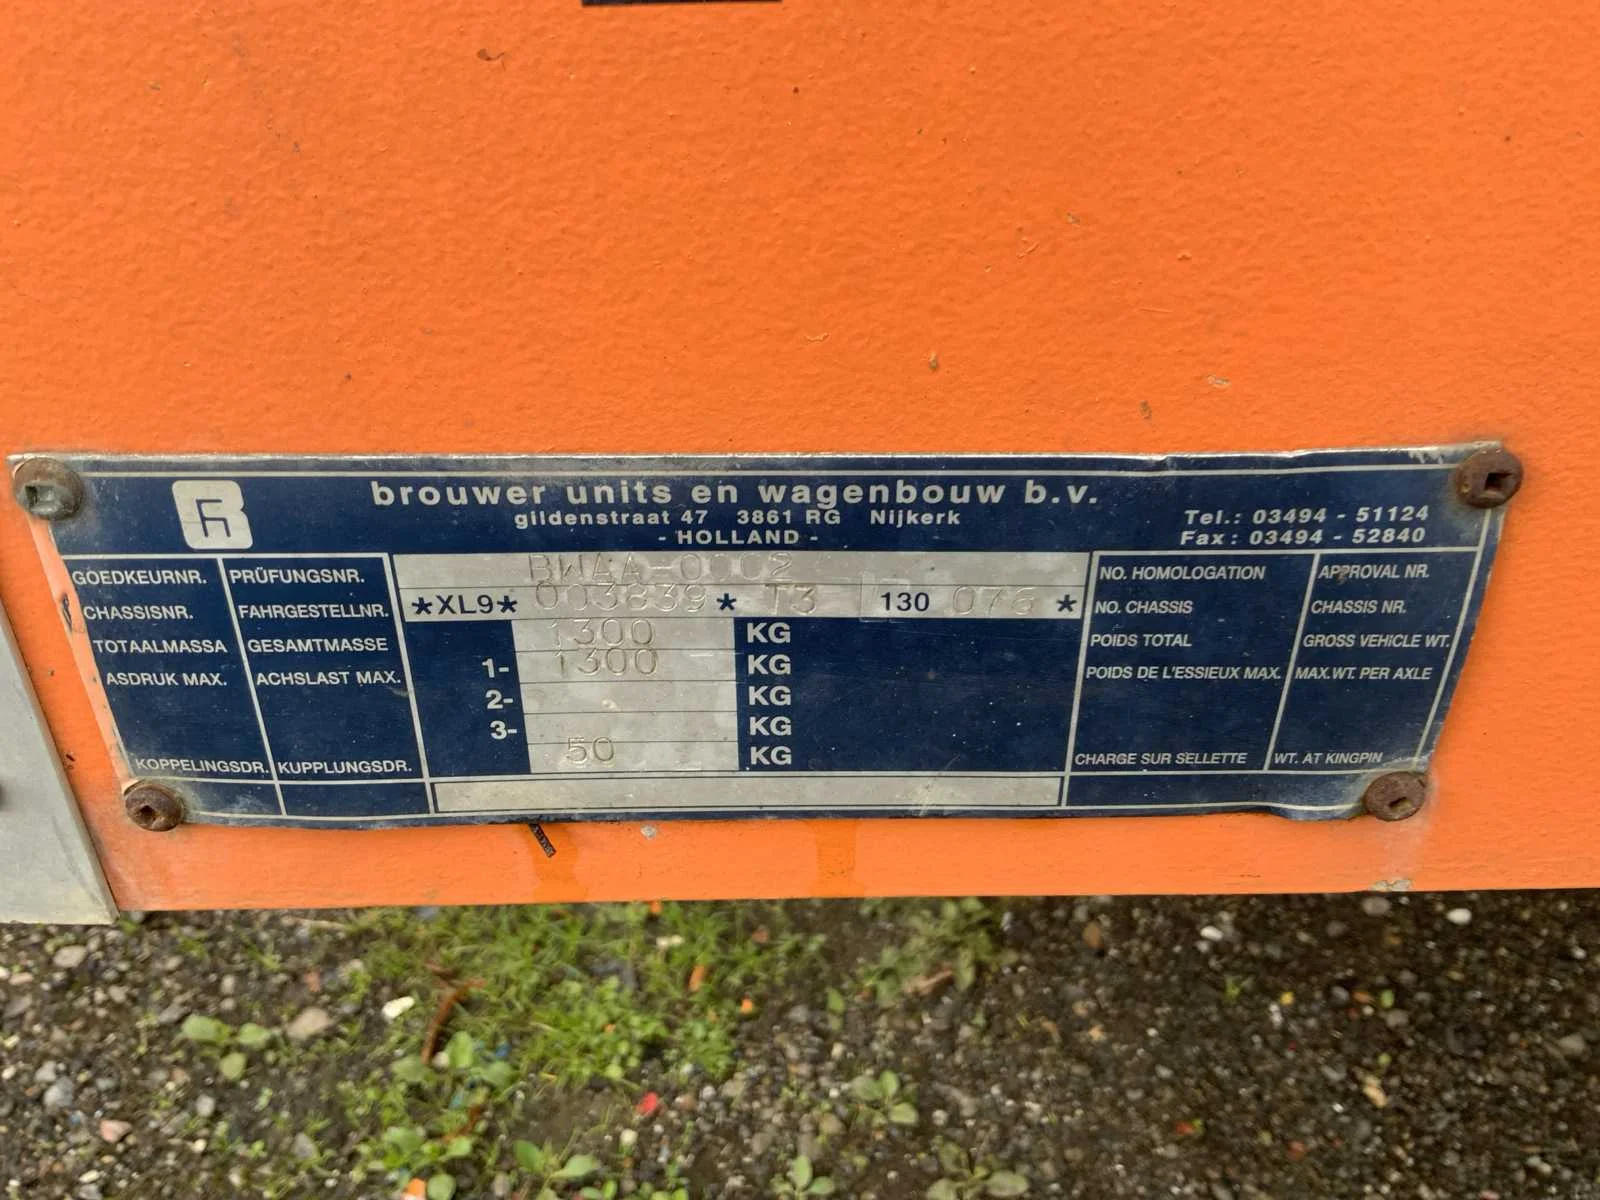 brouwer units en wagenbouw b.v.
gildenstraat 47 3861 RG Nijkerk
- HOLLAND -
Tel.: 03494 - 51124
Fax: 03494 - 52840
GOEDKEURNR. PRÜFUNGSNR. BWAA-0002 NO. HOMOLOGATION APPROVAL NR.
CHASSISNR. FAHRGESTELLNR. *XL9* 003839 * T3 130 076 * NO. CHASSIS CHASSIS NR.
TOTAALMASSA GESAMTMASSE 1300 KG POIDS TOTAL GROSS VEHICLE WT.
ASDRUK MAX. ACHSLAST MAX. 1- 1300 KG POIDS DE L'ESSIEUX MAX. MAX. WT. PER AXLE
2- KG
3- KG
KOPPELINGSDR. KUPPLUNGSDR. 50 KG CHARGE SUR SELLETTE WT. AT KINGPIN